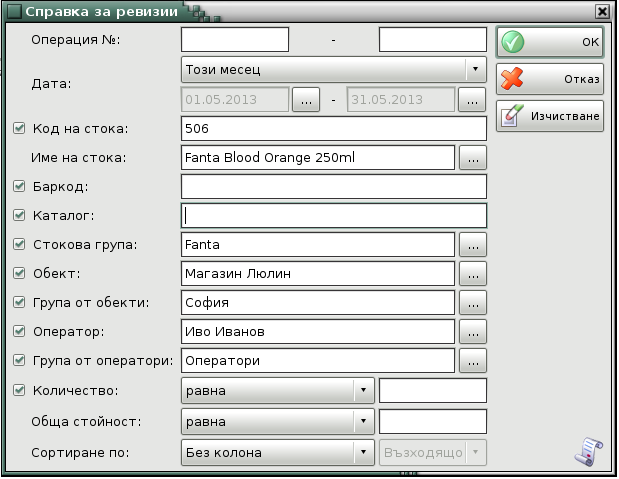 Справка за ревизии
Операция №: -
OK
Този месец
Отказ
Дата:
01.05.2013 ... - 31.05.2013 ...
Изчистване
Код на стока: 506
Име на стока: Fanta Blood Orange 250ml ...
Баркод:
Каталог:
Стокова група: Fanta ...
Обект: Магазин Люлин ...
Група от обекти: София ...
Оператор: Иво Иванов ...
Група от оператори: Оператори ...
Количество: равна
Обща стойност: равна
Сортиране по: Без колона Възходящо